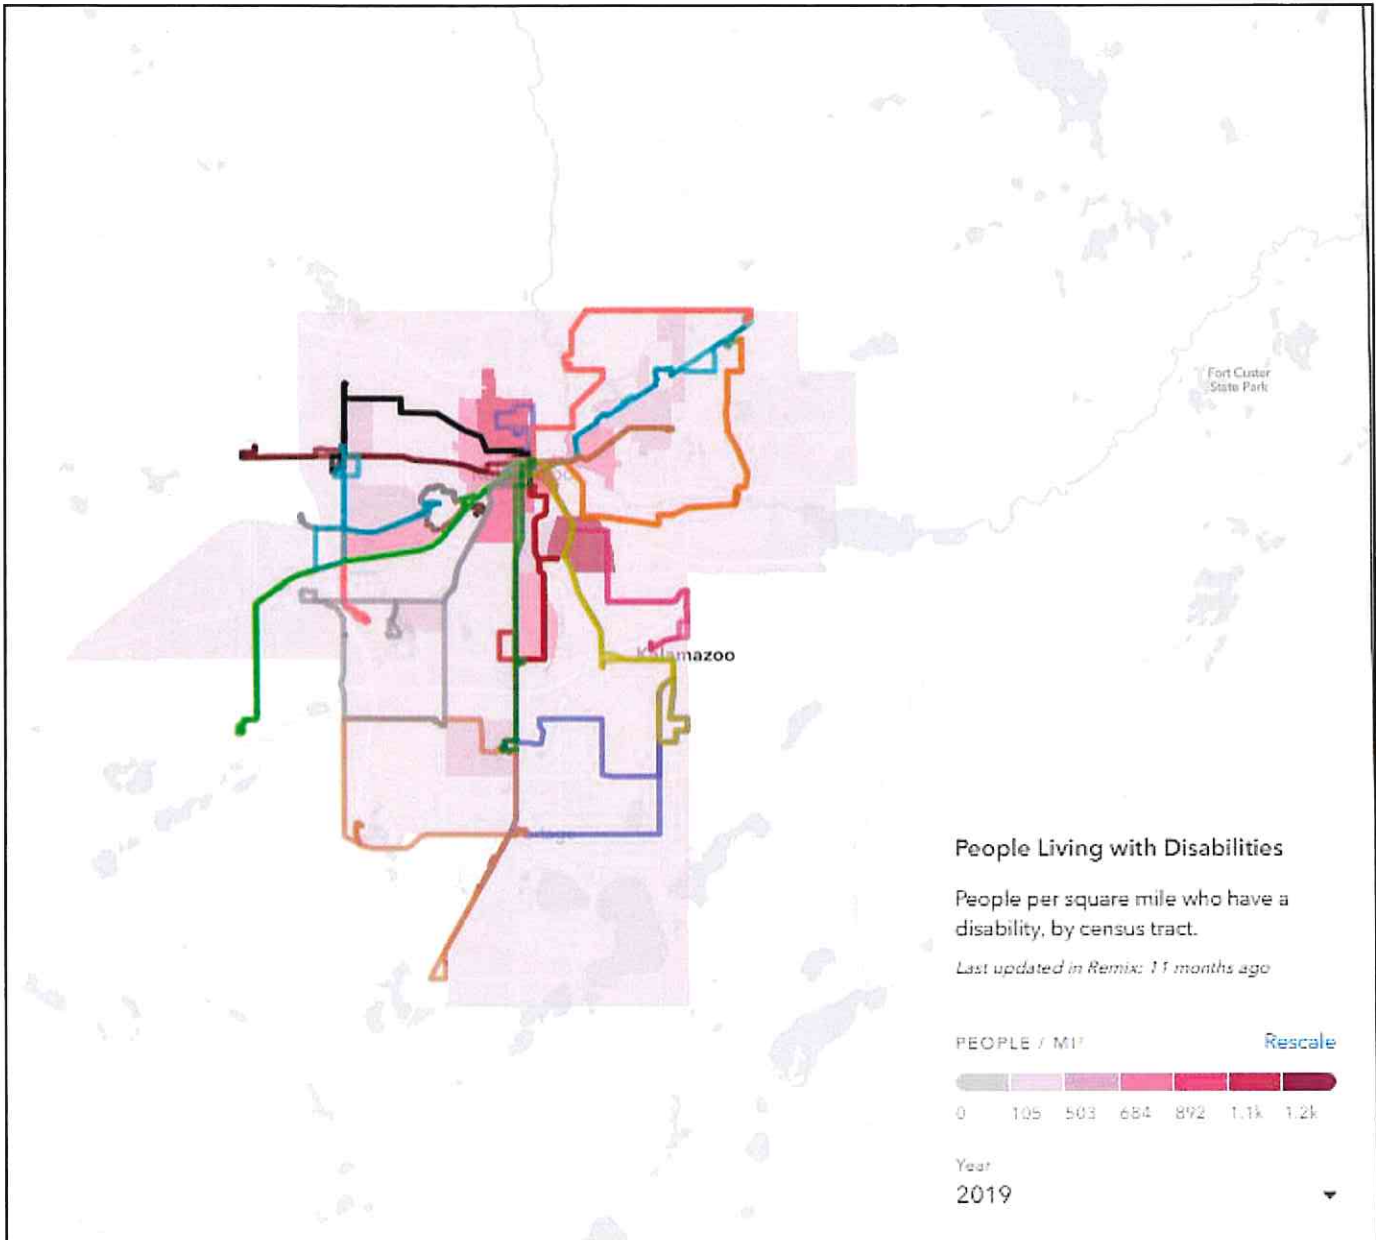 Fort Custer
State Park
Kalamazoo
People Living with Disabilities
People per square mile who have a
disability, by census tract.
Last updated in Remix: 11 months ago
PEOPLE / MI²
Rescale
0 105 503 684 892 1.1k 1.2k
Year
2019